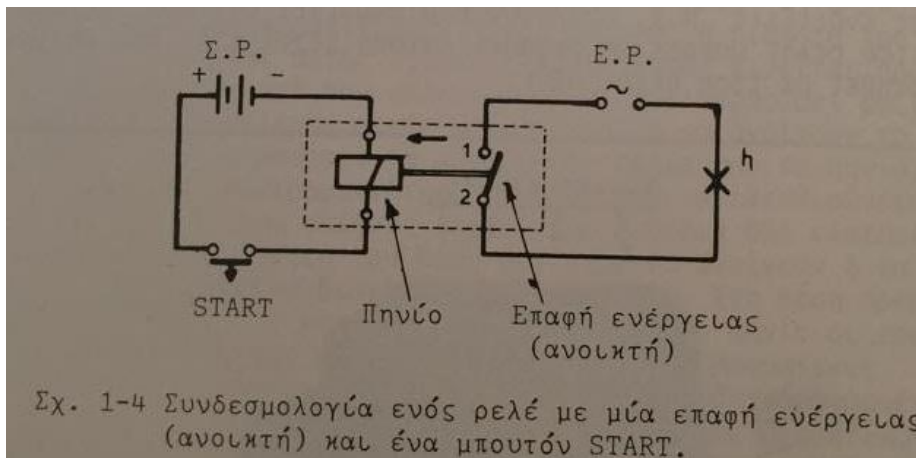 Σ.Ρ.
Ε.Ρ.
+ -
~
1
h
2
START
Πηνίο
Επαφή ενέργειας
(ανοικτή)
Σχ. 1-4 Συνδεσμολογία ενός ρελέ με μία επαφή ενέργειας
(ανοικτή) και ένα μπουτόν START.